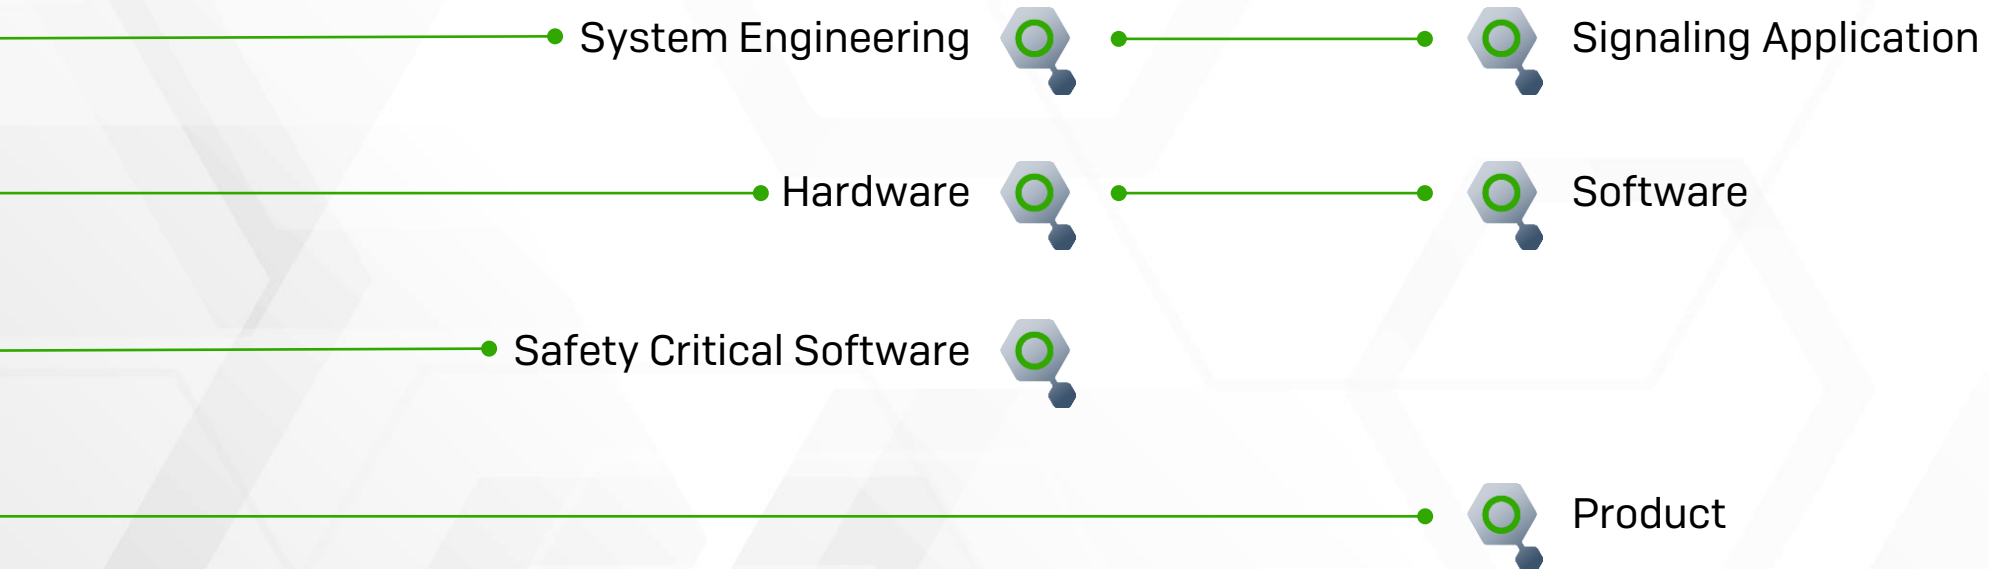 System Engineering
Signaling Application
Hardware
Software
Safety Critical Software
Product